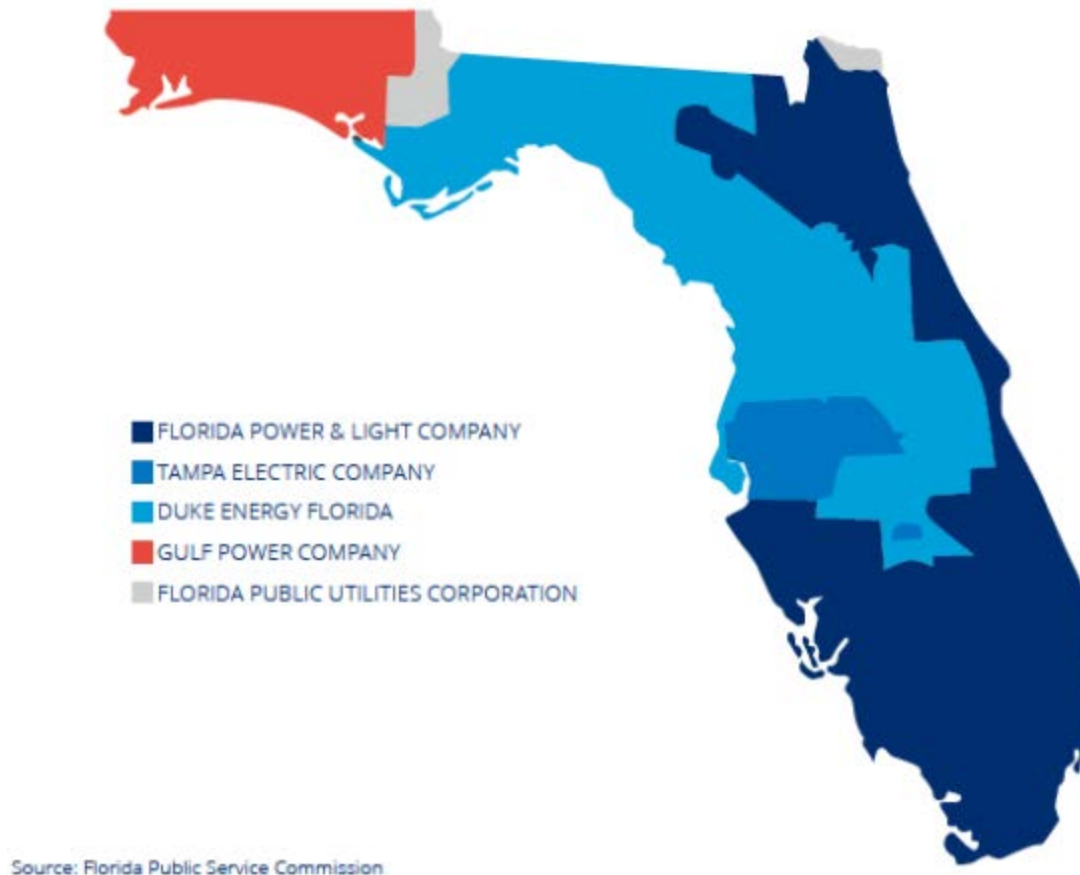 FLORIDA POWER & LIGHT COMPANY
TAMPA ELECTRIC COMPANY
DUKE ENERGY FLORIDA
GULF POWER COMPANY
FLORIDA PUBLIC UTILITIES CORPORATION
Source: Florida Public Service Commission